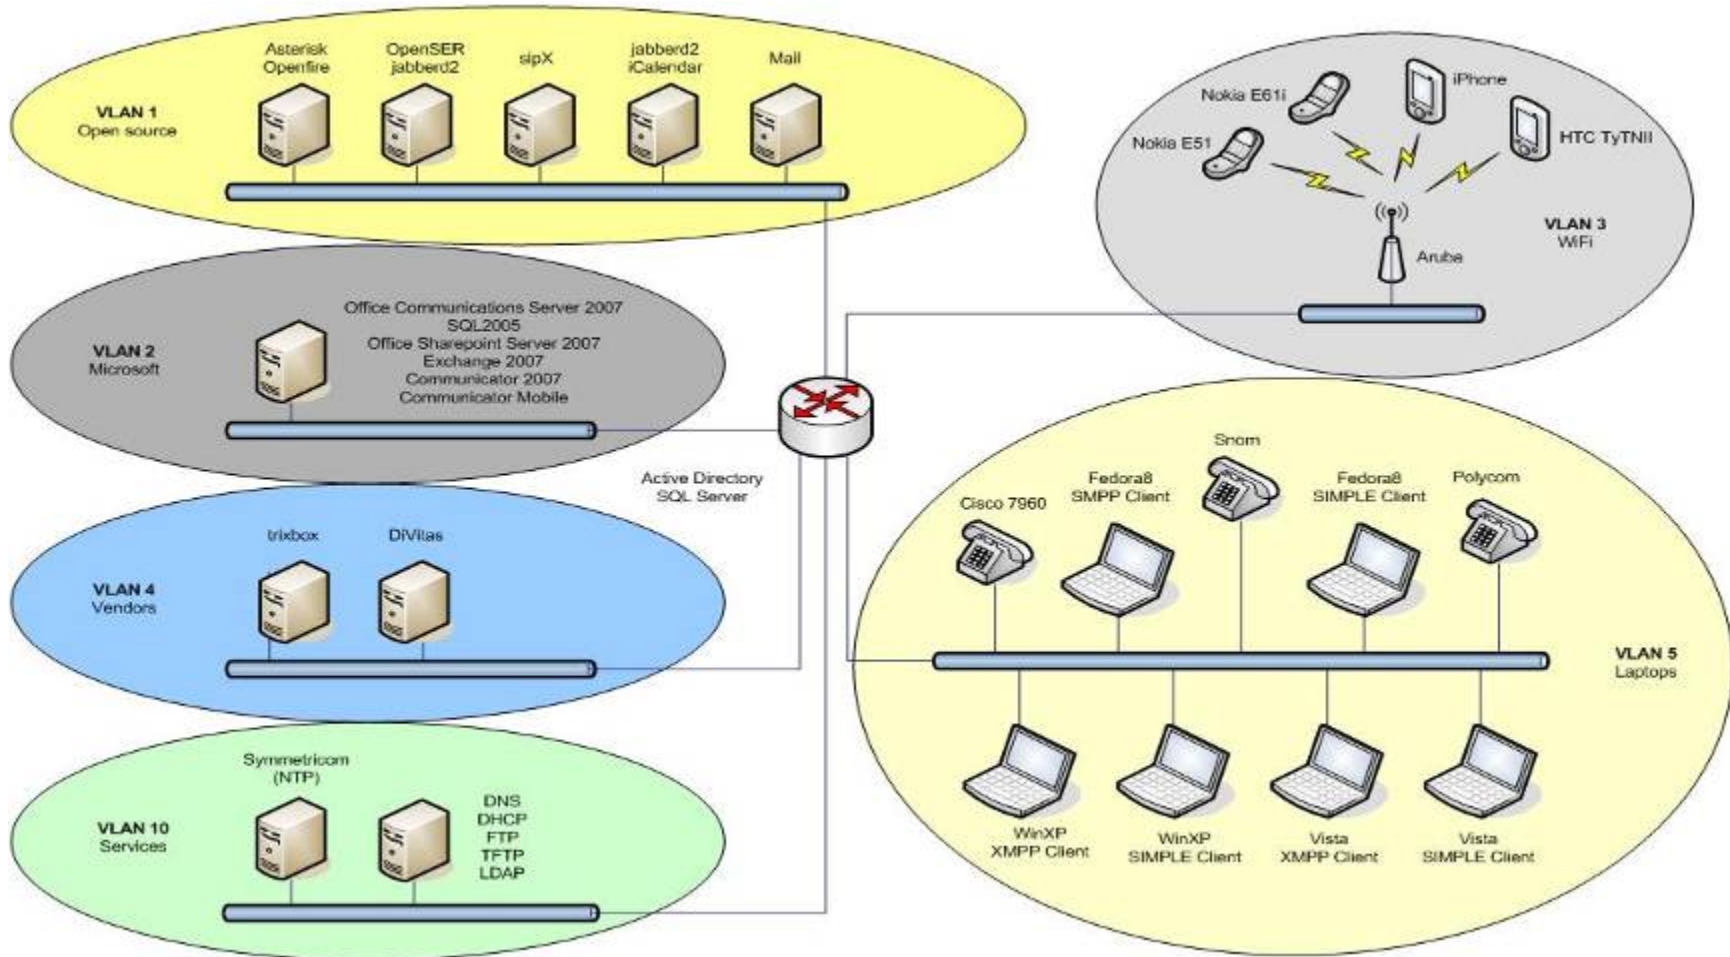 Asterisk
Openfire
OpenSER
jabberd2
sipX
jabberd2
iCalendar
Mail
VLAN 1
Open source
Nokia E61i
iPhone
Nokia E51
HTC TyTNII
VLAN 3
WiFi
Aruba
VLAN 2
Microsoft
Office Communications Server 2007
SQL2005
Office Sharepoint Server 2007
Exchange 2007
Communicator 2007
Communicator Mobile
Active Directory
SQL Server
trixbox
DiVitas
VLAN 4
Vendors
Cisco 7960
Fedora8
SMPP Client
Snom
Fedora8
SIMPLE Client
Polycom
VLAN 5
Laptops
WinXP
XMPP Client
WinXP
SIMPLE Client
Vista
XMPP Client
Vista
SIMPLE Client
Symmetricom
(NTP)
VLAN 10
Services
DNS
DHCP
FTP
TFTP
LDAP